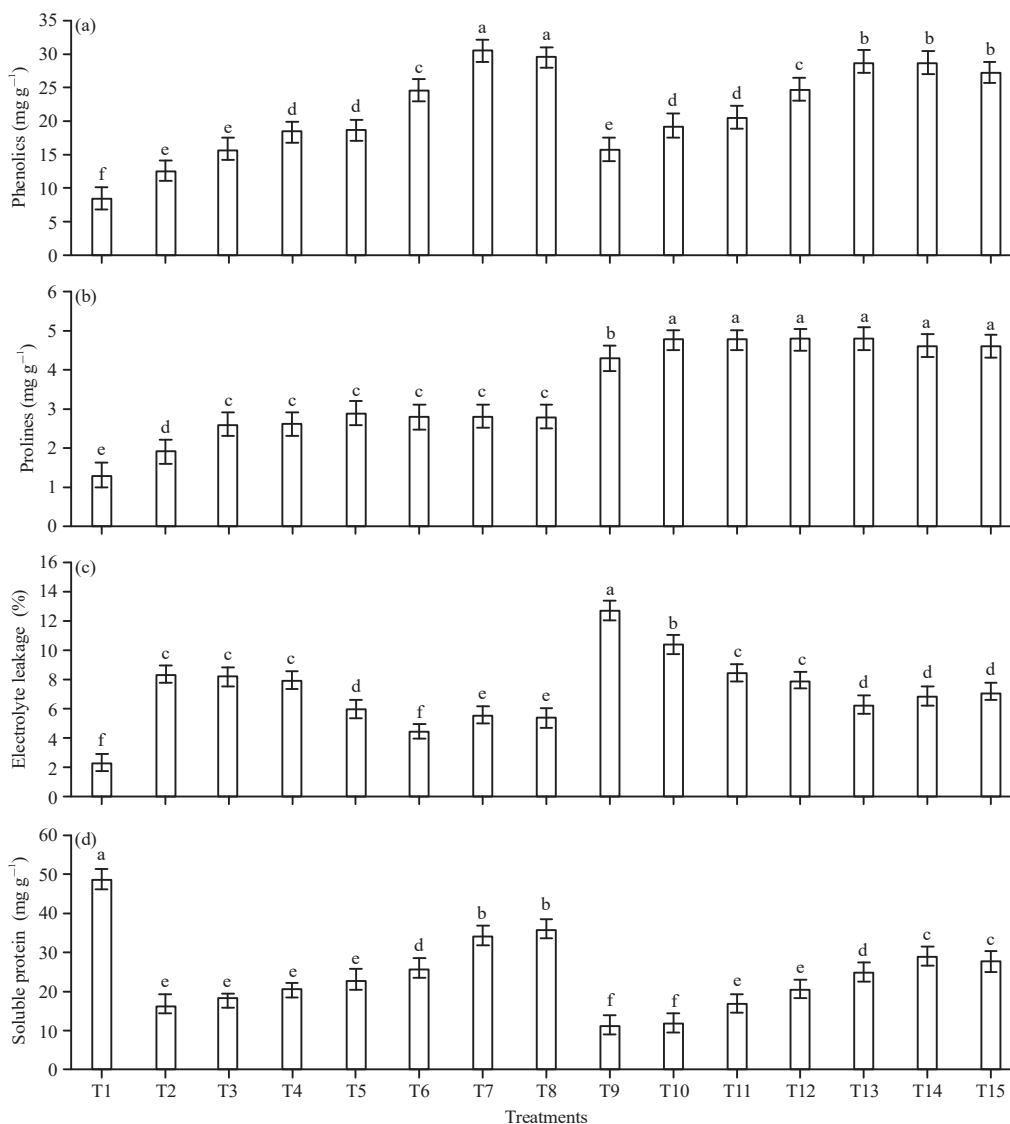 (a)
Phenolics (mg g⁻¹)
35
30
25
20
15
10
5
0
f e e d d c a a e d d c b b b
(b)
Prolines (mg g⁻¹)
6
5
4
3
2
1
0
e d c c c c c c b a a a a a a
(c)
Electrolyte leakage (%)
16
14
12
10
8
6
4
2
0
f c c c d f e e a b c c d d d
(d)
Soluble protein (mg g⁻¹)
60
50
40
30
20
10
0
a e e e e d b b f f e e d c c
T1 T2 T3 T4 T5 T6 T7 T8 T9 T10 T11 T12 T13 T14 T15
Treatments